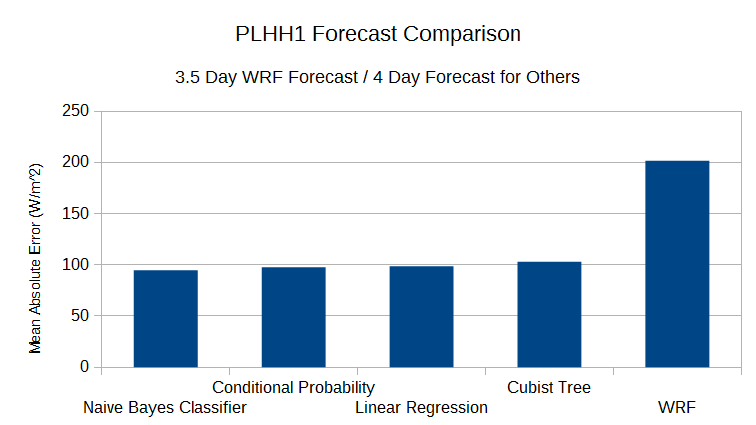 PLHH1 Forecast Comparison
3.5 Day WRF Forecast / 4 Day Forecast for Others
Mean Absolute Error (W/m^2)
250
200
150
100
50
0
Conditional Probability
Cubist Tree
Naive Bayes Classifier
Linear Regression
WRF